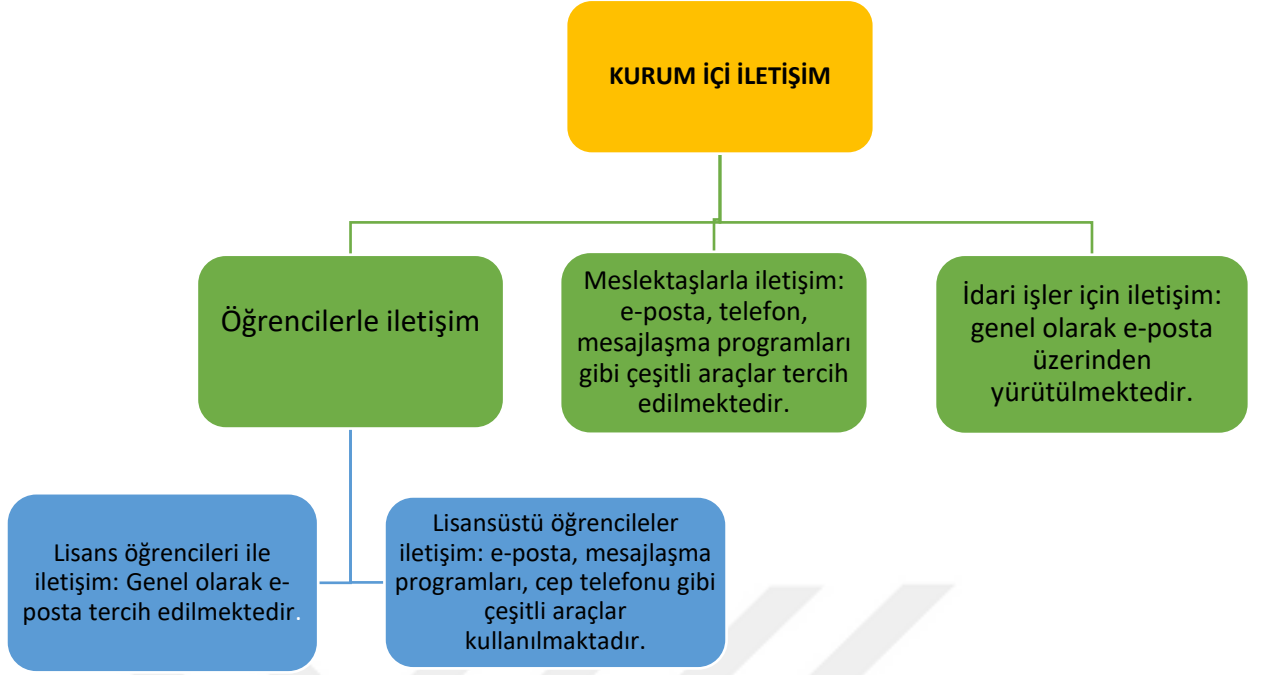 KURUM İÇİ İLETİŞİM
Öğrencilerle iletişim
Meslektaşlarla iletişim:
e-posta, telefon,
mesajlaşma programları
gibi çeşitli araçlar tercih
edilmektedir.
İdari işler için iletişim:
genel olarak e-posta
üzerinden
yürütülmektedir.
Lisans öğrencileri ile
iletişim: Genel olarak e-
posta tercih edilmektedir.
Lisansüstü öğrencileler
iletişim: e-posta, mesajlaşma
programları, cep telefonu gibi
çeşitli araçlar
kullanılmaktadır.